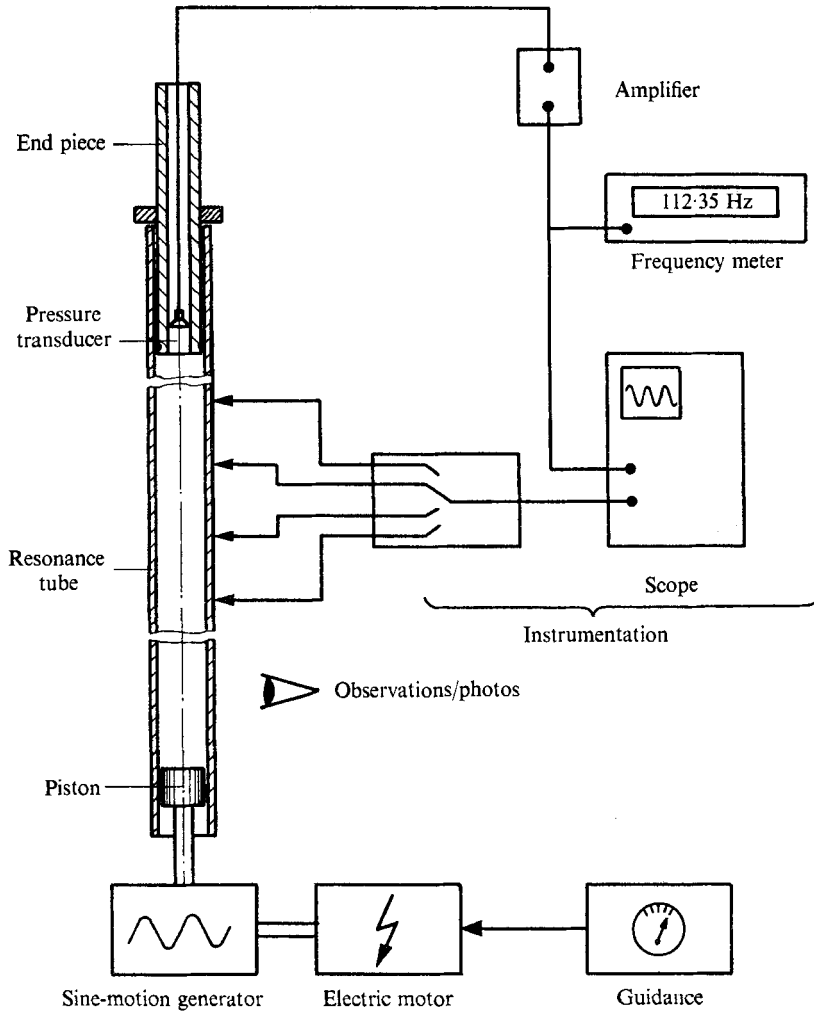 Amplifier
End piece
112·35 Hz
Frequency meter
Pressure
transducer
Resonance
tube
Scope
Instrumentation
Observations/photos
Piston
Sine-motion generator
Electric motor
Guidance